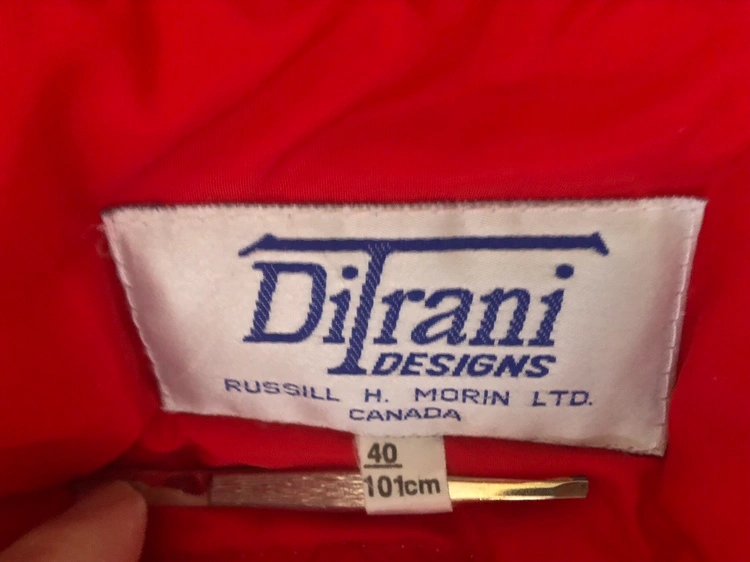 DiTrani
DESIGNS
RUSSILL H. MORIN LTD.
CANADA
40
101cm